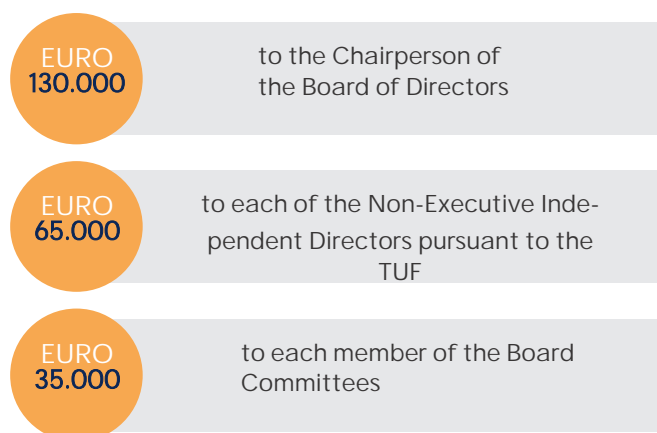 EURO
130.000
to the Chairperson of
the Board of Directors
EURO
65.000
to each of the Non-Executive Inde-
pendent Directors pursuant to the
TUF
EURO
35.000
to each member of the Board
Committees